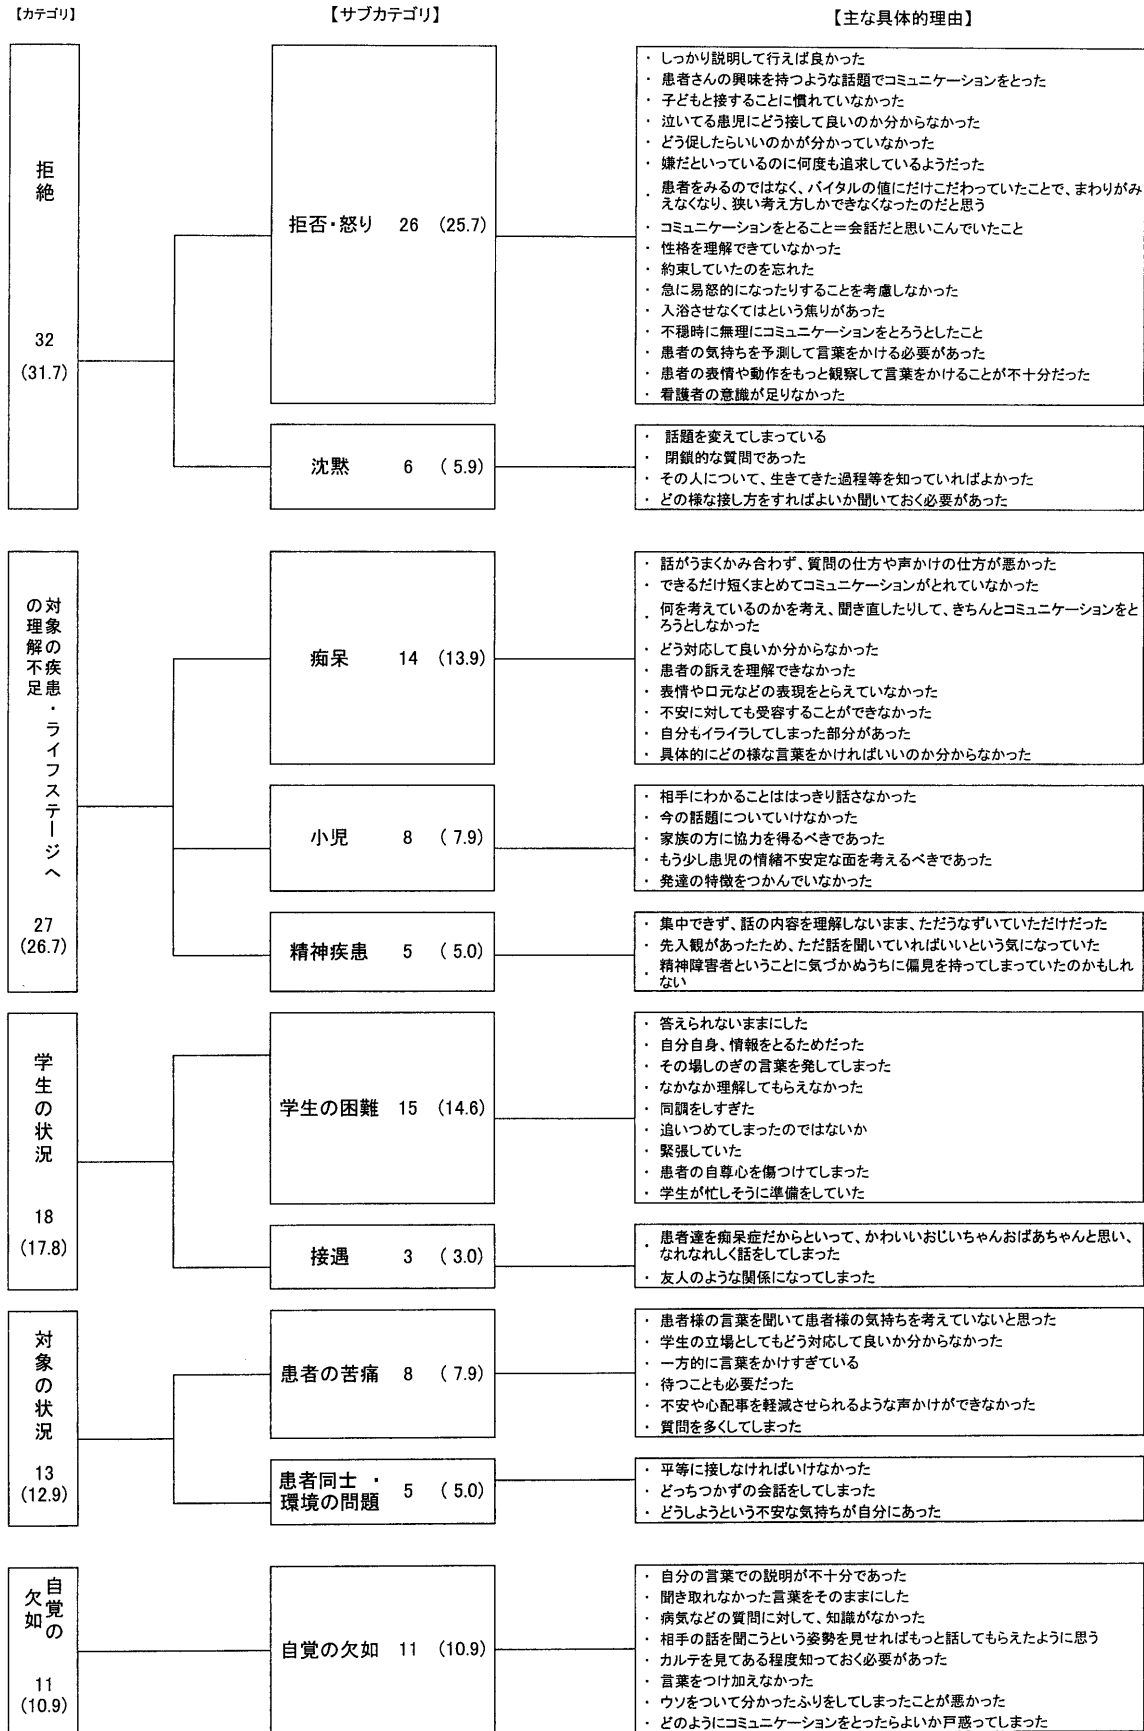 【カテゴリ】 【サブカテゴリ】 【主な具体的理由】
拒絶
32
(31.7)
拒否・怒り 26 (25.7)
・ しっかり説明して行えば良かった
・ 患者さんの興味を持つような話題でコミュニケーションをとった
・ 子どもと接することに慣れていなかった
・ 泣いてる患児にどう接して良いのか分からなかった
・ どう促したらいいのかが分かっていなかった
・ 嫌だといっているのに何度も追求しているようだった
・ 患者をみるのではなく、バイタルの値にだけこだわっていたことで、まわりがみ
えなくなり、狭い考え方しかできなくなったのだと思う
・ コミュニケーションをとること＝会話だと思いこんでいたこと
・ 性格を理解できていなかった
・ 約束していたのを忘れた
・ 急に易怒的になったりすることを考慮しなかった
・ 入浴させなくてはという焦りがあった
・ 不穏時に無理にコミュニケーションをとろうとしたこと
・ 患者の気持ちを予測して言葉をかける必要があった
・ 患者の表情や動作をもっと観察して言葉をかけることが不十分だった
・ 看護者の意識が足りなかった
沈黙 6 ( 5.9)
・ 話題を変えてしまっている
・ 閉鎖的な質問であった
・ その人について、生きてきた過程等を知っていればよかった
・ どの様な接し方をすればよいか聞いておく必要があった
対象の疾患・ライフステージへ
の理解不足
27
(26.7)
痴呆 14 (13.9)
・ 話がうまくかみ合わず、質問の仕方や声かけの仕方が悪かった
・ できるだけ短くまとめてコミュニケーションがとれていなかった
・ 何を考えているのかを考え、聞き直したりして、きちんとコミュニケーションをと
ろうとしなかった
・ どう対応して良いか分からなかった
・ 患者の訴えを理解できなかった
・ 表情や口元などの表現をとらえていなかった
・ 不安に対しても受容することができなかった
・ 自分もイライラしてしまった部分があった
・ 具体的にどの様な言葉をかければいいのか分からなかった
小児 8 ( 7.9)
・ 相手にわかることははっきり話さなかった
・ 今の話題についていけなかった
・ 家族の方に協力を得るべきであった
・ もう少し患児の情緒不安定な面を考えるべきであった
・ 発達の特徴をつかんでいなかった
精神疾患 5 ( 5.0)
・ 集中できず、話の内容を理解しないまま、ただうなずいていただけだった
・ 先入観があったため、ただ話を聞いていればいいという気になっていた
・ 精神障害者ということに気づかぬうちに偏見を持ってしまっていたのかもしれ
ない
学生の状況
18
(17.8)
学生の困難 15 (14.6)
・ 答えられないままにした
・ 自分自身、情報をとるためだった
・ その場しのぎの言葉を発してしまった
・ なかなか理解してもらえなかった
・ 同調をしすぎた
・ 追いつめてしまったのではないか
・ 緊張していた
・ 患者の自尊心を傷つけてしまった
・ 学生が忙しそうに準備をしていた
接遇 3 ( 3.0)
・ 患者達を痴呆症だからといって、かわいいおじいちゃんおばあちゃんと思い、
なれなれしく話をしてしまった
・ 友人のような関係になってしまった
対象の状況
13
(12.9)
患者の苦痛 8 ( 7.9)
・ 患者様の言葉を聞いて患者様の気持ちを考えていないと思った
・ 学生の立場としてもどう対応して良いか分からなかった
・ 一方的に言葉をかけすぎている
・ 待つことも必要だった
・ 不安や心配事を軽減させられるような声かけができなかった
・ 質問を多くしてしまった
患者同士 ・
環境の問題 5 ( 5.0)
・ 平等に接しなければいけなかった
・ どっちつかずの会話をしてしまった
・ どうしようという不安な気持ちが自分にあった
自覚の
欠如
11
(10.9)
自覚の欠如 11 (10.9)
・ 自分の言葉での説明が不十分であった
・ 聞き取れなかった言葉をそのままにした
・ 病気などの質問に対して、知識がなかった
・ 相手の話を聞こうという姿勢を見せればもっと話してもらえたように思う
・ カルテを見てある程度知っておく必要があった
・ 言葉をつけ加えなかった
・ ウソをついて分かったふりをしてしまったことが悪かった
・ どのようにコミュニケーションをとったらよいか戸惑ってしまった